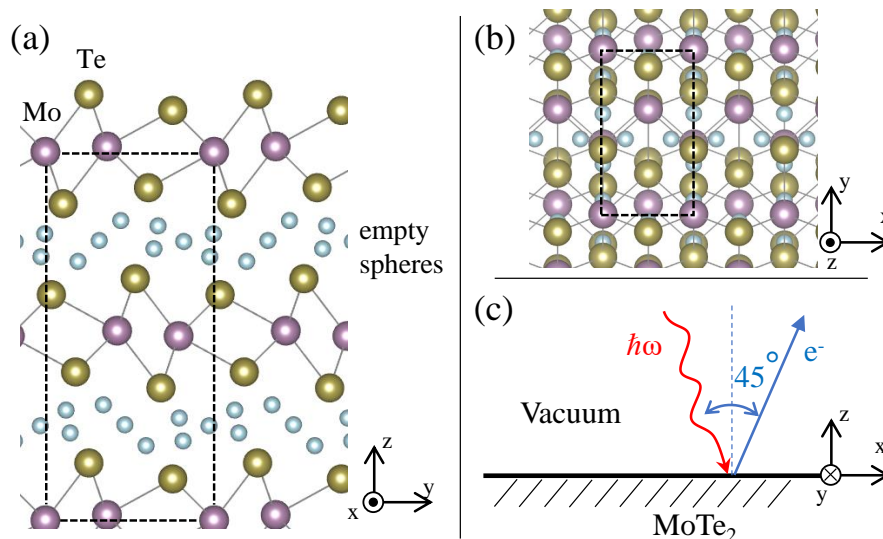 (a)
Te
Mo
empty
spheres
z
y
x
(b)
y
x
z
(c)
ħω
45°
e-
Vacuum
z
x
y
MoTe₂